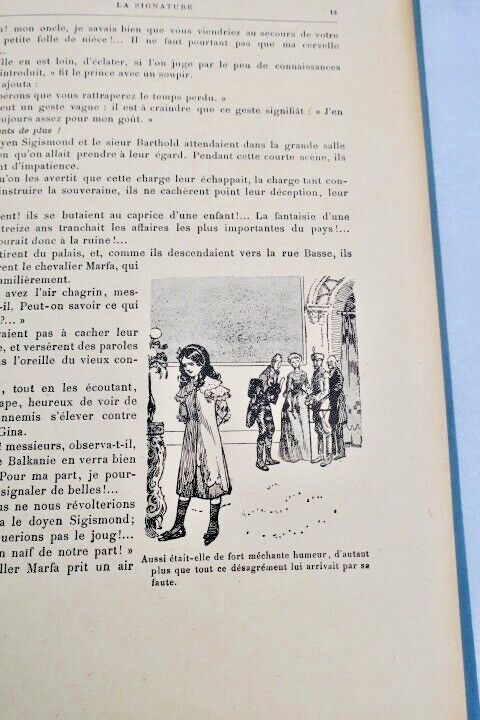 LA SIGNATURE
13
! mon oncle, je savais bien que vous viendriez au secours de votre
petite folle de nièce!... Il ne faut pourtant pas que ma cervelle
lle en est loin, d'éclater, si l'on juge par le peu de connaissances
introduit, » fit le prince avec un soupir.
ajouta :
pérons que vous rattraperez le temps perdu. »
eut un geste vague : il est à craindre que ce geste signifiât : « J'en
oujours assez pour mon goût. »
nts de plus !
oyen Sigismond et le sieur Barthold attendaient dans la grande salle
on qu'on allait prendre à leur égard. Pendant cette courte scène, ils
nt d'impatience.
u'on les avertit que cette charge leur échappait, la charge tant con-
instruire la souveraine, ils ne cachèrent point leur déception, leur
ent! ils se butaient au caprice d'une enfant!... La fantaisie d'une
treize ans tranchait les affaires les plus importantes du pays!...
ourait donc à la ruine!...
tirent du palais, et, comme ils descendaient vers la rue Basse, ils
rent le chevalier Marfa, qui
amilièrement.
avez l'air chagrin, mes-
-il. Peut-on savoir ce qui
?... »
raient pas à cacher leur
e, et versèrent des paroles
s l'oreille du vieux con-
, tout en les écoutant,
ape, heureux de voir de
nnemis s'élever contre
Gina.
! messieurs, observa-t-il,
e Balkanie en verra bien
Pour ma part, je pour-
signaler de belles!...
us ne nous révolterions
a le doyen Sigismond;
uerions pas le joug!...
n naïf de notre part! »
ller Marfa prit un air
Aussi était-elle de fort méchante humeur, d'autant
plus que tout ce désagrément lui arrivait par sa
faute.